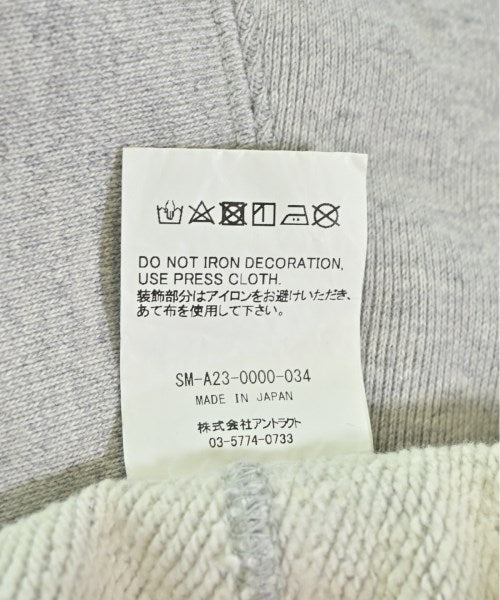 DO NOT IRON DECORATION,
USE PRESS CLOTH.
装飾部分はアイロンをお避けいただき、
あて布を使用して下さい。
SM-A23-0000-034
MADE IN JAPAN
株式会社アントラクト
03-5774-0733